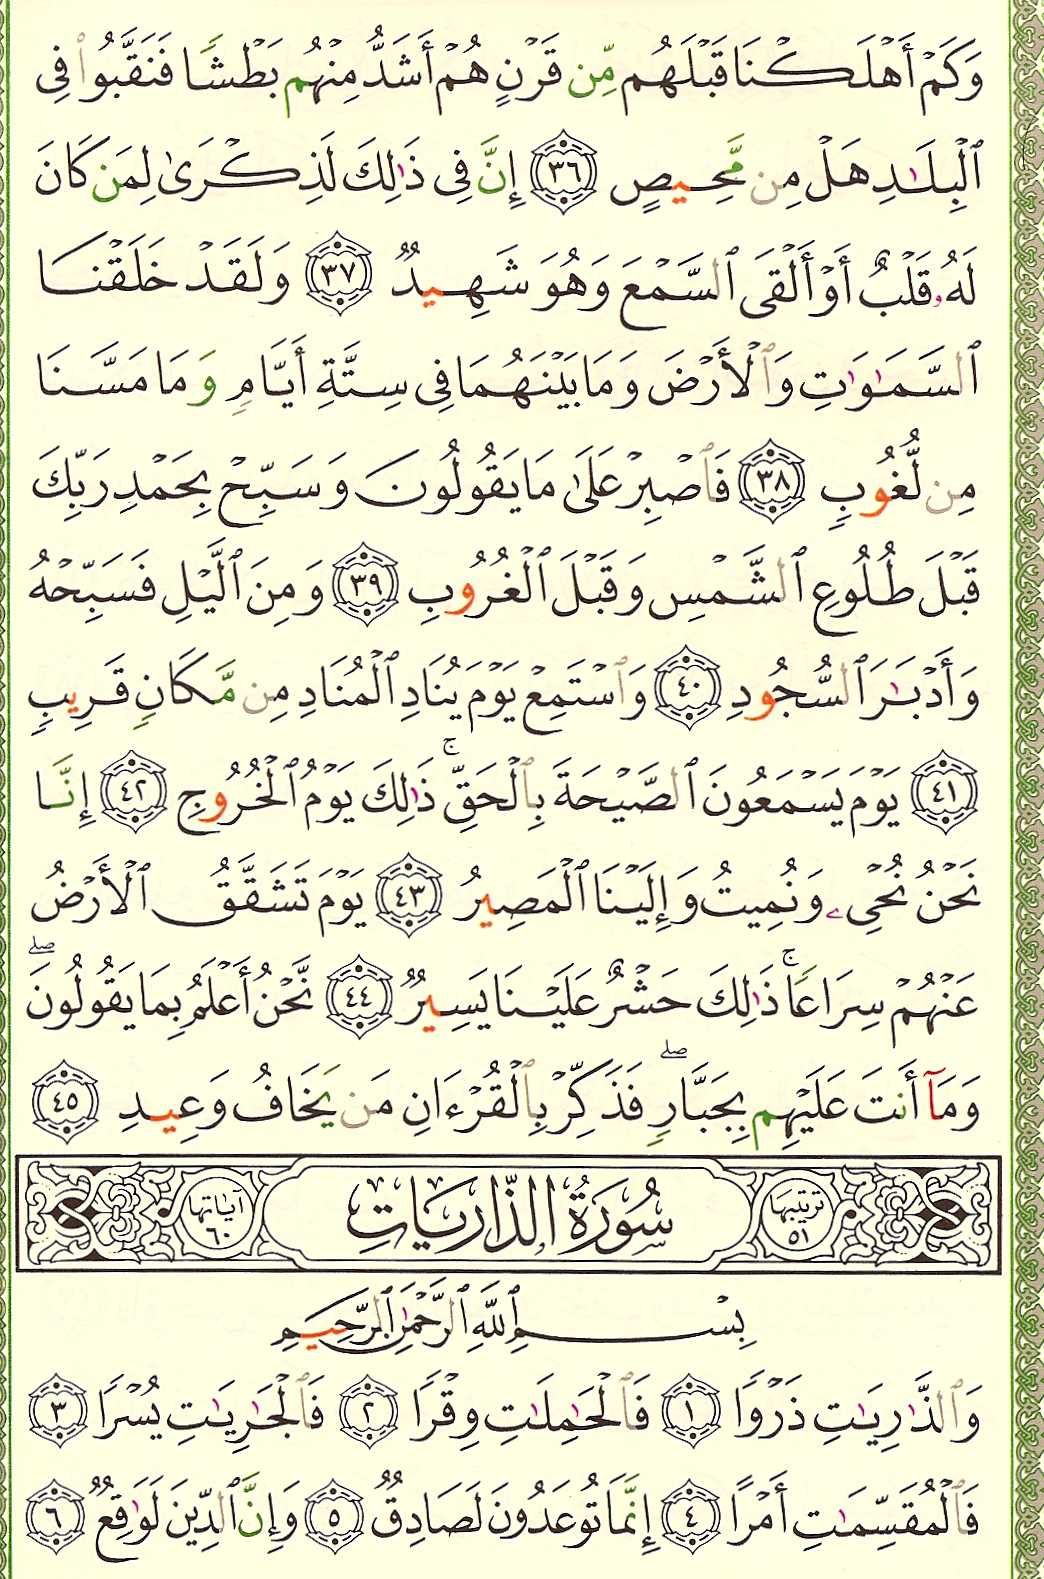 وَكَمْ أَهْلَكْنَا قَبْلَهُم مِّن قَرْنٍ هُمْ أَشَدُّ مِنْهُم بَطْشًا فَنَقَّبُوا۟ فِى
ٱلْبِلَـٰدِ هَلْ مِن مَّحِيصٍ ٣٦ إِنَّ فِى ذَٰلِكَ لَذِكْرَىٰ لِمَن كَانَ
لَهُۥ قَلْبٌ أَوْ أَلْقَى ٱلسَّمْعَ وَهُوَ شَهِيدٌ ٣٧ وَلَقَدْ خَلَقْنَا
ٱلسَّمَـٰوَٰتِ وَٱلْأَرْضَ وَمَا بَيْنَهُمَا فِى سِتَّةِ أَيَّامٍ وَمَا مَسَّنَا
مِن لُّغُوبٍ ٣٨ فَٱصْبِرْ عَلَىٰ مَا يَقُولُونَ وَسَبِّحْ بِحَمْدِ رَبِّكَ
قَبْلَ طُلُوعِ ٱلشَّمْسِ وَقَبْلَ ٱلْغُرُوبِ ٣٩ وَمِنَ ٱلَّيْلِ فَسَبِّحْهُ
وَأَدْبَـٰرَ ٱلسُّجُودِ ٤٠ وَٱسْتَمِعْ يَوْمَ يُنَادِ ٱلْمُنَادِ مِن مَّكَانٍ قَرِيبٍ
٤١ يَوْمَ يَسْمَعُونَ ٱلصَّيْحَةَ بِٱلْحَقِّ ۚ ذَٰلِكَ يَوْمُ ٱلْخُرُوجِ ٤٢ إِنَّا
نَحْنُ نُحْىِۦ وَنُمِيتُ وَإِلَيْنَا ٱلْمَصِيرُ ٤٣ يَوْمَ تَشَقَّقُ ٱلْأَرْضُ
عَنْهُمْ سِرَاعًا ۚ ذَٰلِكَ حَشْرٌ عَلَيْنَا يَسِيرٌ ٤٤ نَّحْنُ أَعْلَمُ بِمَا يَقُولُونَ ۖ
وَمَآ أَنتَ عَلَيْهِم بِجَبَّارٍ ۖ فَذَكِّرْ بِٱلْقُرْءَانِ مَن يَخَافُ وَعِيدِ ٤٥
ترتيبها ٥١ سُورَةُ الذَّارِيَاتِ آياتها ٦٠
بِسْمِ ٱللَّهِ ٱلرَّحْمَـٰنِ ٱلرَّحِيمِ
وَٱلذَّٰرِيَـٰتِ ذَرْوًا ١ فَٱلْحَـٰمِلَـٰتِ وِقْرًا ٢ فَٱلْجَـٰرِيَـٰتِ يُسْرًا ٣
فَٱلْمُقَسِّمَـٰتِ أَمْرًا ٤ إِنَّمَا تُوعَدُونَ لَصَادِقٌ ٥ وَإِنَّ ٱلدِّينَ لَوَٰقِعٌ ٦